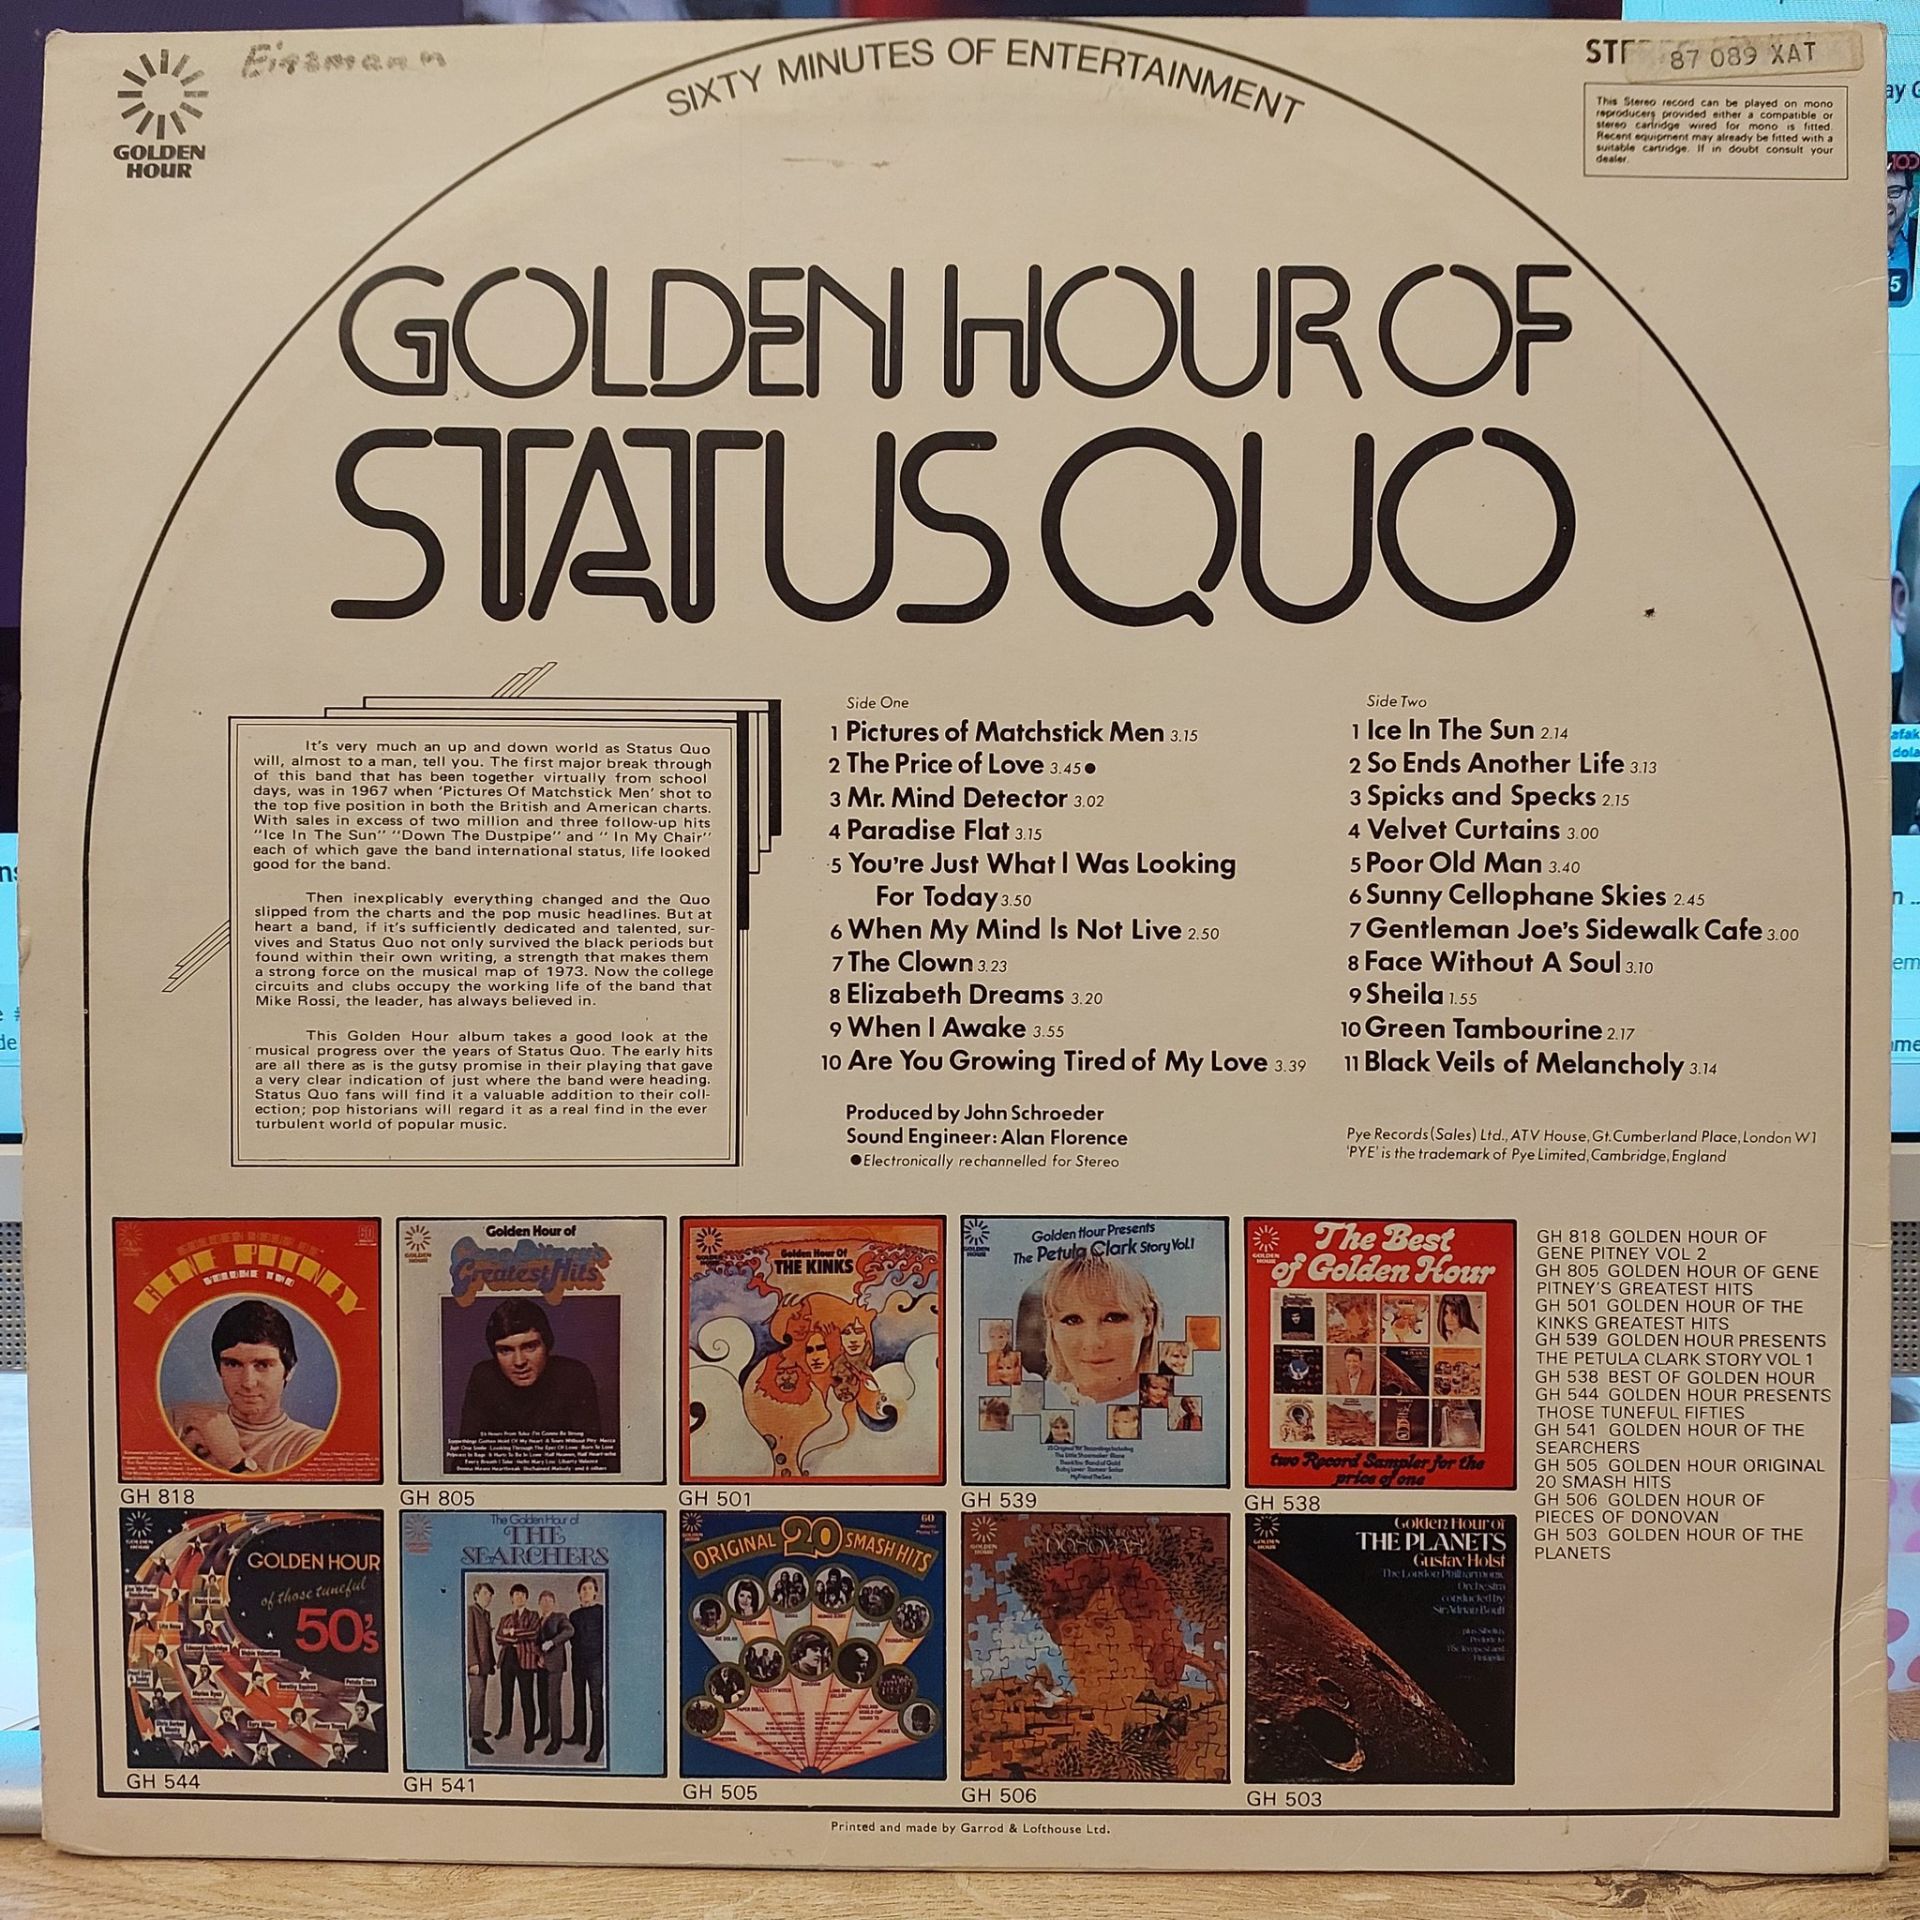 GOLDEN
HOUR
SIXTY MINUTES OF ENTERTAINMENT
87 089 XAT
This Stereo record can be played on mono
reproducers provided either a compatible or
stereo cartridge wired for mono is fitted.
Recent equipment may already be fitted with a
suitable cartridge. If in doubt consult your
dealer.
GOLDEN HOUR OF
STATUS QUO
It's very much an up and down world as Status Quo
will, almost to a man, tell you. The first major break through
of this band that has been together virtually from school
days, was in 1967 when 'Pictures Of Matchstick Men' shot to
the top five position in both the British and American charts.
With sales in excess of two million and three follow-up hits
"Ice In The Sun" "Down The Dustpipe" and " In My Chair"
each of which gave the band international status, life looked
good for the band.
Then inexplicably everything changed and the Quo
slipped from the charts and the pop music headlines. But at
heart a band, if it's sufficiently dedicated and talented, sur-
vives and Status Quo not only survived the black periods but
found within their own writing, a strength that makes them
a strong force on the musical map of 1973. Now the college
circuits and clubs occupy the working life of the band that
Mike Rossi, the leader, has always believed in.
This Golden Hour album takes a good look at the
musical progress over the years of Status Quo. The early hits
are all there as is the gutsy promise in their playing that gave
a very clear indication of just where the band were heading.
Status Quo fans will find it a valuable addition to their coll-
ection; pop historians will regard it as a real find in the ever
turbulent world of popular music.
Side One
1 Pictures of Matchstick Men 3.15
2 The Price of Love 3.45●
3 Mr. Mind Detector 3.02
4 Paradise Flat 3.15
5 You're Just What I Was Looking
For Today 3.50
6 When My Mind Is Not Live 2.50
7 The Clown 3.23
8 Elizabeth Dreams 3.20
9 When I Awake 3.55
10 Are You Growing Tired of My Love 3.39
Produced by John Schroeder
Sound Engineer: Alan Florence
●Electronically rechannelled for Stereo
Side Two
1 Ice In The Sun 2.14
2 So Ends Another Life 3.13
3 Spicks and Specks 2.15
4 Velvet Curtains 3.00
5 Poor Old Man 3.40
6 Sunny Cellophane Skies 2.45
7 Gentleman Joe's Sidewalk Cafe 3.00
8 Face Without A Soul 3.10
9 Sheila 1.55
10 Green Tambourine 2.17
11 Black Veils of Melancholy 3.14
Pye Records (Sales) Ltd., ATV House, Gt. Cumberland Place, London W1
'PYE' is the trademark of Pye Limited, Cambridge, England
GENE PITNEY
VOLUME TWO
GH 818
Golden Hour of
Gene Pitney's
Greatest Hits
GH 805
Golden Hour Of
THE KINKS
GH 501
Golden Hour Presents
The Petula Clark Story Vol.1
GH 539
The Best
of Golden Hour
two Record Sampler for the
price of one
GH 538
GOLDEN HOUR
of those tuneful
50's
GH 544
The Golden Hour of
THE
SEARCHERS
GH 541
ORIGINAL 20 SMASH HITS
GH 505
DONOVAN
GH 506
Golden Hour of
THE PLANETS
Gustav Holst
The London Philharmonic
Orchestra
conducted by
Sir Adrian Boult
GH 503
GH 818 GOLDEN HOUR OF
GENE PITNEY VOL 2
GH 805 GOLDEN HOUR OF GENE
PITNEY'S GREATEST HITS
GH 501 GOLDEN HOUR OF THE
KINKS GREATEST HITS
GH 539 GOLDEN HOUR PRESENTS
THE PETULA CLARK STORY VOL 1
GH 538 BEST OF GOLDEN HOUR
GH 544 GOLDEN HOUR PRESENTS
THOSE TUNEFUL FIFTIES
GH 541 GOLDEN HOUR OF THE
SEARCHERS
GH 505 GOLDEN HOUR ORIGINAL
20 SMASH HITS
GH 506 GOLDEN HOUR OF
PIECES OF DONOVAN
GH 503 GOLDEN HOUR OF THE
PLANETS
Printed and made by Garrod & Lofthouse Ltd.